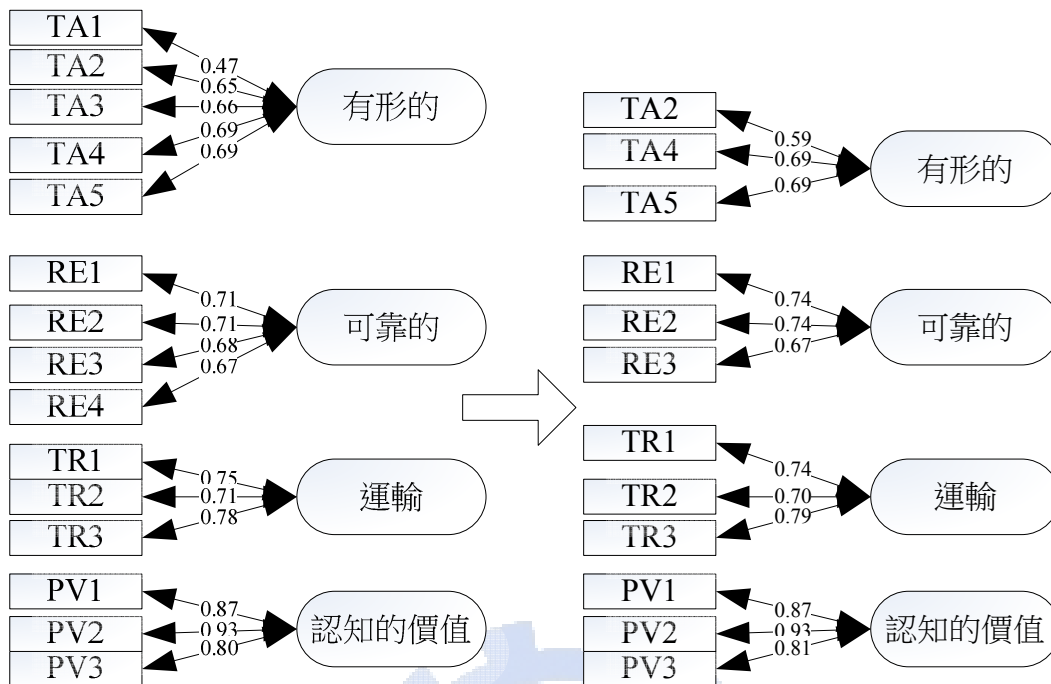 TA1
TA2
TA3
TA4
TA5
0.47
0.65
0.66
0.69
0.69
有形的
RE1
RE2
RE3
RE4
0.71
0.71
0.68
0.67
可靠的
TR1
TR2
TR3
0.75
0.71
0.78
運輸
PV1
PV2
PV3
0.87
0.93
0.80
認知的價值
TA2
TA4
TA5
0.59
0.69
0.69
有形的
RE1
RE2
RE3
0.74
0.74
0.67
可靠的
TR1
TR2
TR3
0.74
0.70
0.79
運輸
PV1
PV2
PV3
0.87
0.93
0.81
認知的價值